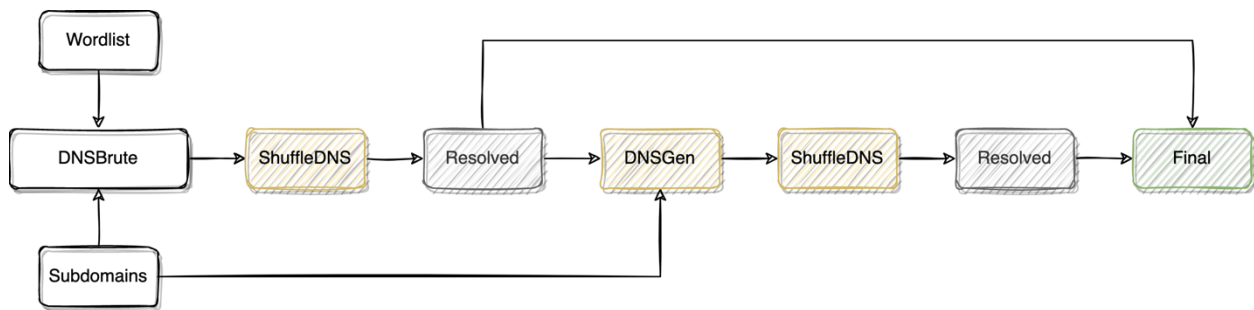 Wordlist
DNSBrute
ShuffleDNS
Resolved
DNSGen
ShuffleDNS
Resolved
Final
Subdomains